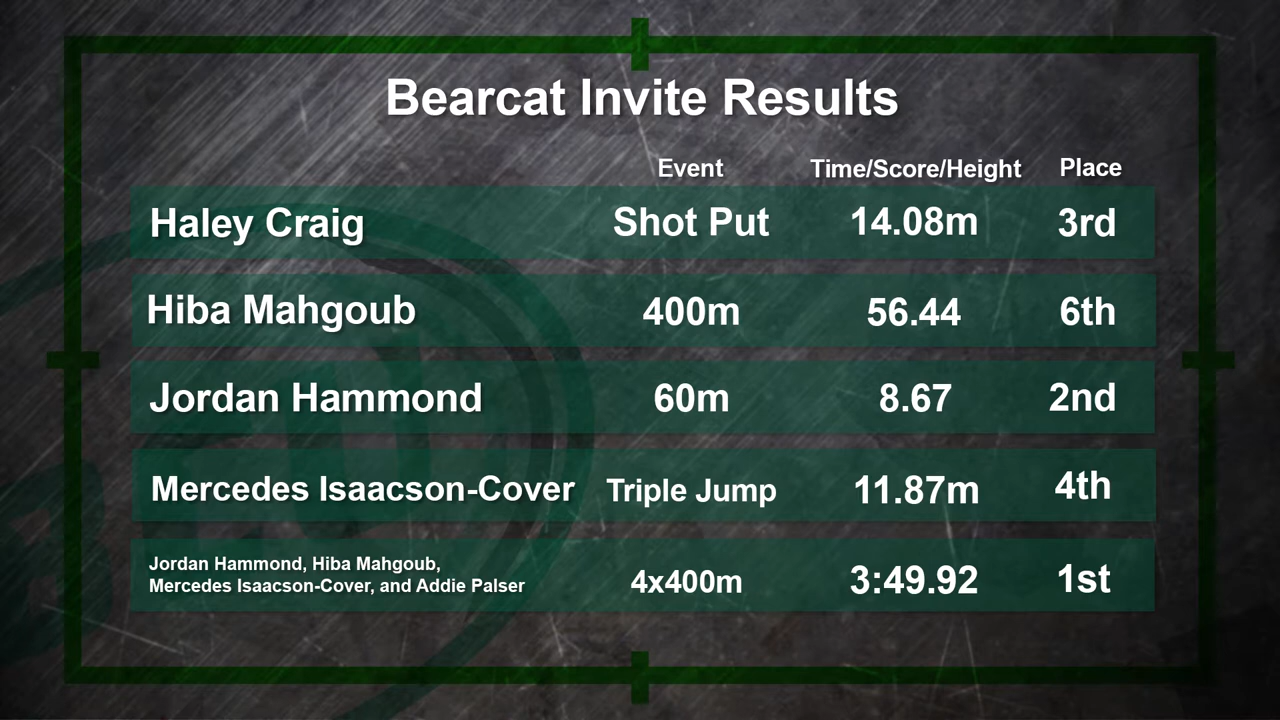 Bearcat Invite Results
Event Time/Score/Height Place
Haley Craig Shot Put 14.08m 3rd
Hiba Mahgoub 400m 56.44 6th
Jordan Hammond 60m 8.67 2nd
Mercedes Isaacson-Cover Triple Jump 11.87m 4th
Jordan Hammond, Hiba Mahgoub,
Mercedes Isaacson-Cover, and Addie Palser 4x400m 3:49.92 1st